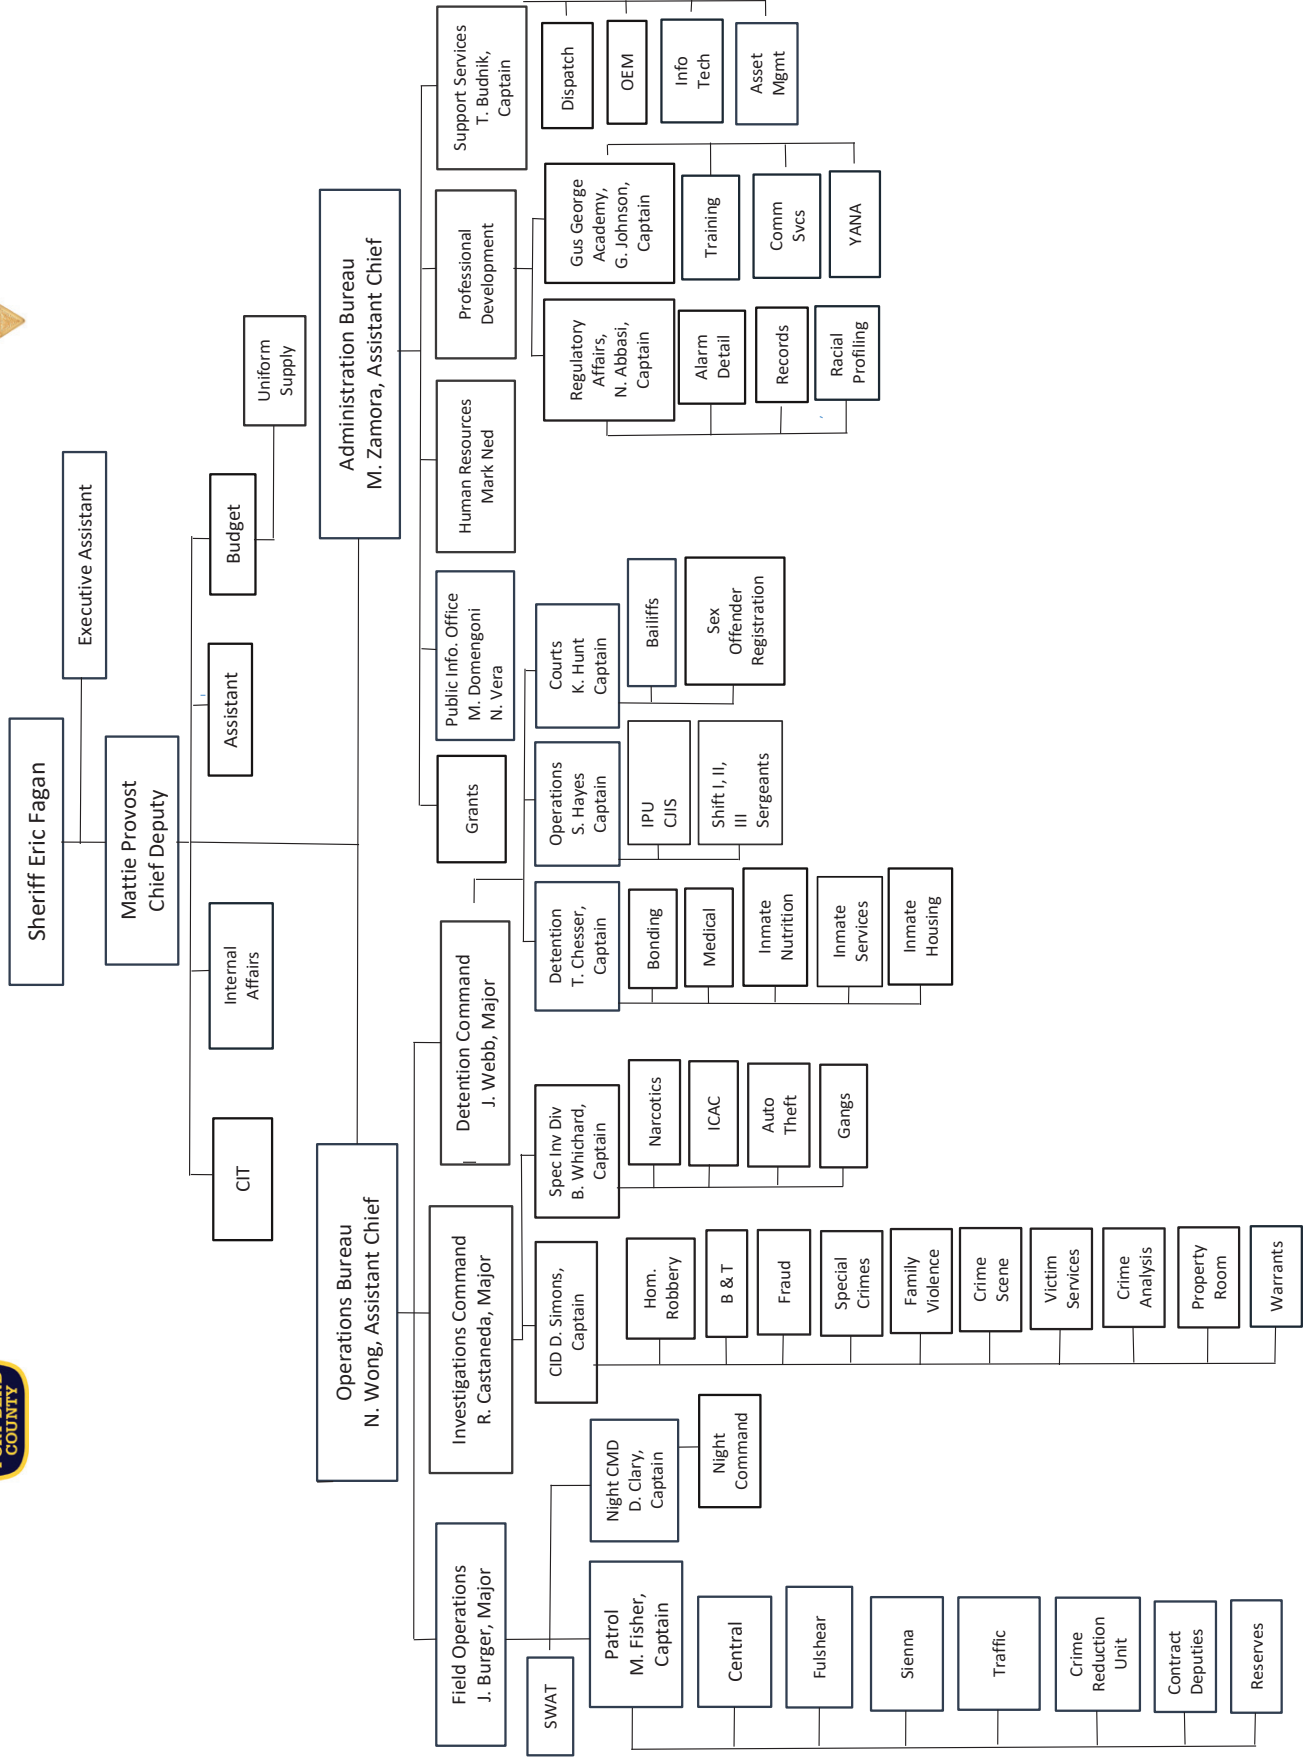 COUNTY
Sheriff Eric Fagan
Executive Assistant
Mattie Provost
Chief Deputy
CIT
Internal
Affairs
Assistant
Budget
Uniform
Supply
Operations Bureau
N. Wong, Assistant Chief
Administration Bureau
M. Zamora, Assistant Chief
Field Operations
J. Burger, Major
Investigations Command
R. Castaneda, Major
Detention Command
J. Webb, Major
Grants
Public Info. Office
M. Domengoni
N. Vera
Human Resources
Mark Ned
Professional
Development
Support Services
T. Budnik,
Captain
SWAT
Patrol
M. Fisher,
Captain
Central
Fulshear
Sienna
Traffic
Crime
Reduction
Unit
Contract
Deputies
Reserves
Night CMD
D. Clary,
Captain
Night
Command
CID D. Simons,
Captain
Hom.
Robbery
B & T
Fraud
Special
Crimes
Family
Violence
Crime
Scene
Victim
Services
Crime
Analysis
Property
Room
Warrants
Spec Inv Div
B. Whichard,
Captain
Narcotics
ICAC
Auto
Theft
Gangs
Detention
T. Chesser,
Captain
Bonding
Medical
Inmate
Nutrition
Inmate
Services
Inmate
Housing
Operations
S. Hayes
Captain
IPU
CJIS
Shift I, II,
III
Sergeants
Courts
K. Hunt
Captain
Bailiffs
Sex
Offender
Registration
Regulatory
Affairs,
N. Abbasi,
Captain
Alarm
Detail
Records
Racial
Profiling
Gus George
Academy,
G. Johnson,
Captain
Training
Comm
Svcs
YANA
Dispatch
OEM
Info
Tech
Asset
Mgmt